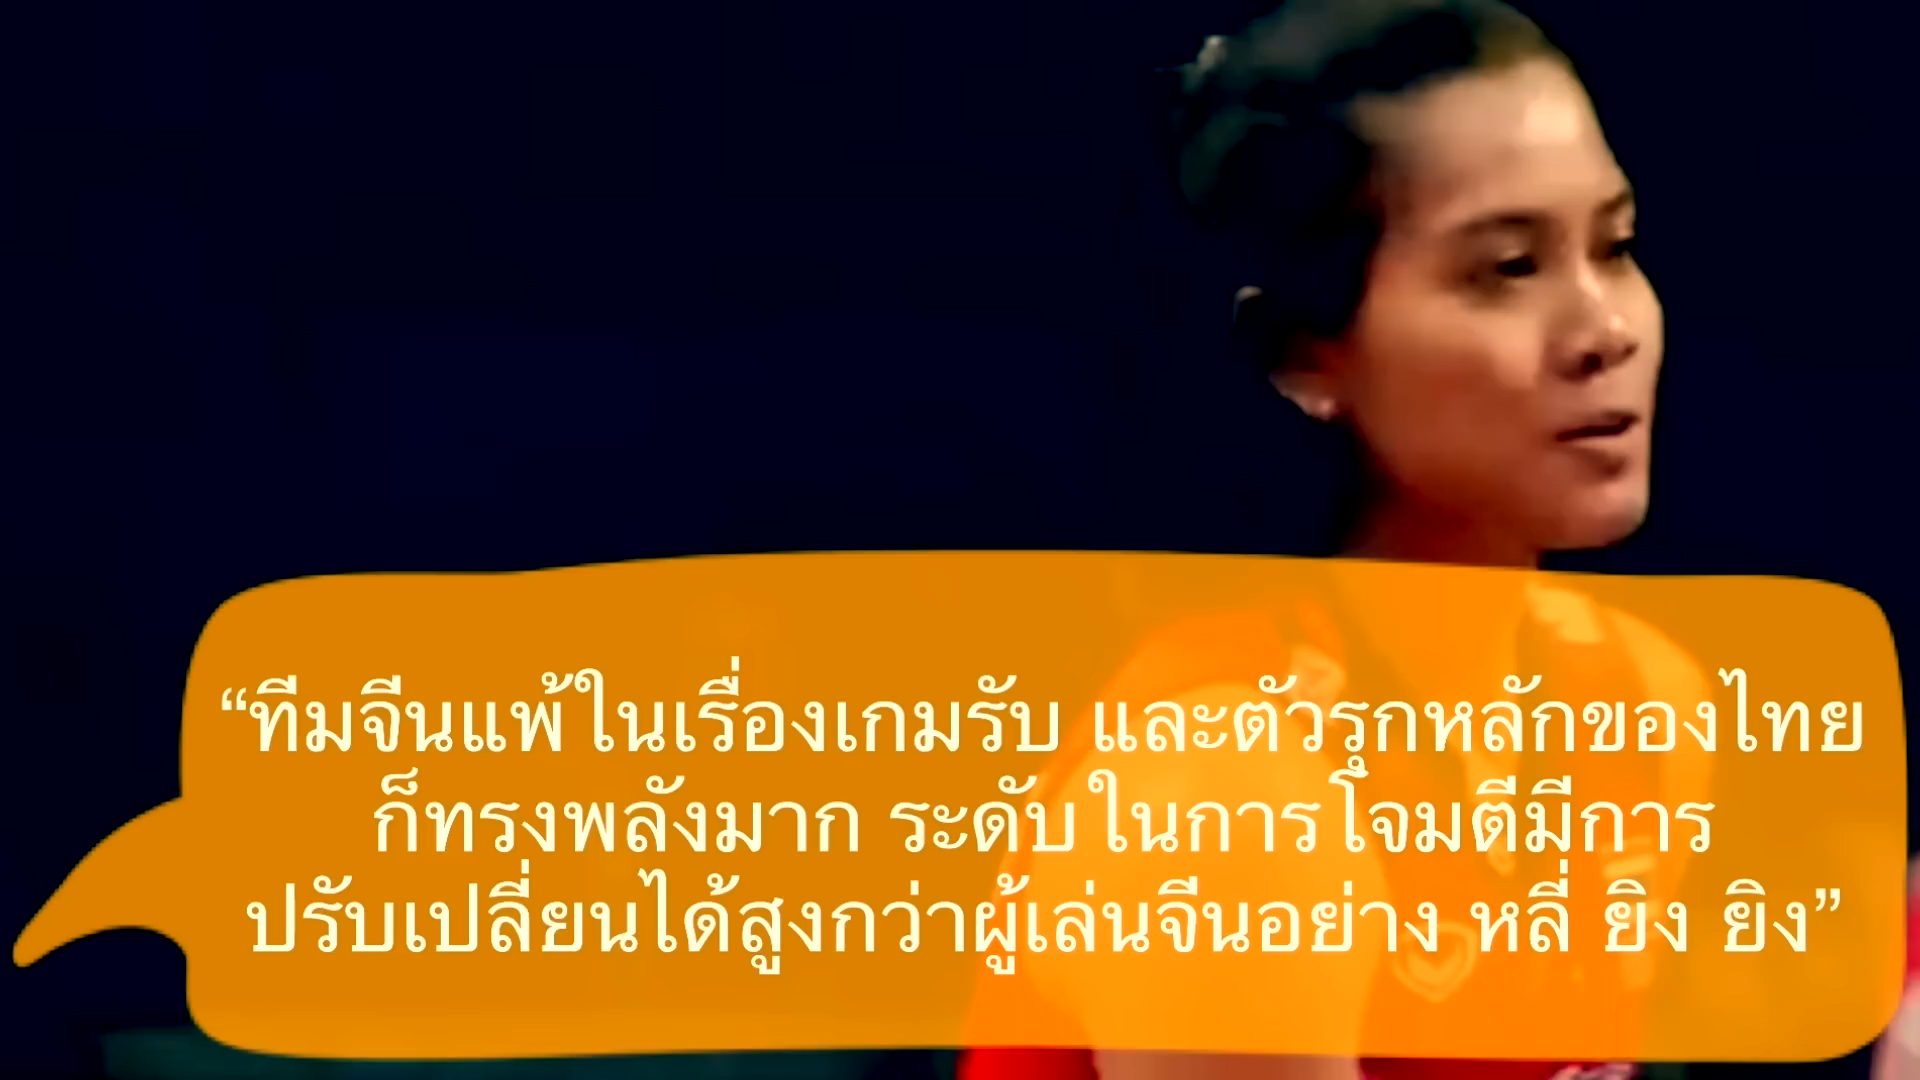 “ทีมจีนแพ้ในเรื่องเกมรับ และตัวรุกหลักของไทย
ก็ทรงพลังมาก ระดับในการโจมตีมีการ
ปรับเปลี่ยนได้สูงกว่าผู้เล่นจีนอย่าง หลี่ ยิง ยิง”